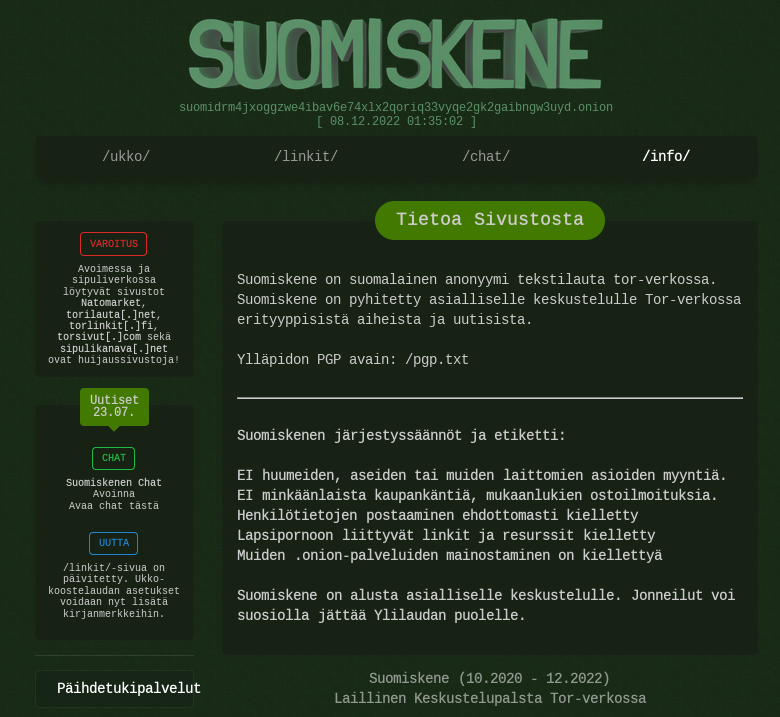 SUOMISKENE
suomidrm4jxoggzwe4ibav6e74xlx2qoriq33vyqe2gk2gaibngw3uyd.onion
[ 08.12.2022 01:35:02 ]
/ukko/ /linkit/ /chat/ /info/
VAROITUS
Avoimessa ja
sipuliverkossa
löytyvät sivustot
Natomarket,
torilauta[.]net,
torlinkit[.]fi,
torsivut[.]com sekä
sipulikanava[.]net
ovat huijaussivustoja!
Uutiset
23.07.
CHAT
Suomiskenen Chat
Avoinna
Avaa chat tästä
UUTTA
/linkit/-sivua on
päivitetty. Ukko-
koostelaudan asetukset
voidaan nyt lisätä
kirjanmerkkeihin.
Päihdetukipalvelut
Tietoa Sivustosta
Suomiskene on suomalainen anonyymi tekstilauta tor-verkossa.
Suomiskene on pyhitetty asialliselle keskustelulle Tor-verkossa
erityyppisistä aiheista ja uutisista.
Ylläpidon PGP avain: /pgp.txt
Suomiskenen järjestyssäännöt ja etiketti:
EI huumeiden, aseiden tai muiden laittomien asioiden myyntiä.
EI minkäänlaista kaupankäntiä, mukaanlukien ostoilmoituksia.
Henkilötietojen postaaminen ehdottomasti kielletty
Lapsipornoon liittyvät linkit ja resurssit kielletty
Muiden .onion-palveluiden mainostaminen on kiellettyä
Suomiskene on alusta asialliselle keskustelulle. Jonneilut voi
suosiolla jättää Ylilaudan puolelle.
Suomiskene (10.2020 - 12.2022)
Laillinen Keskustelupalsta Tor-verkossa